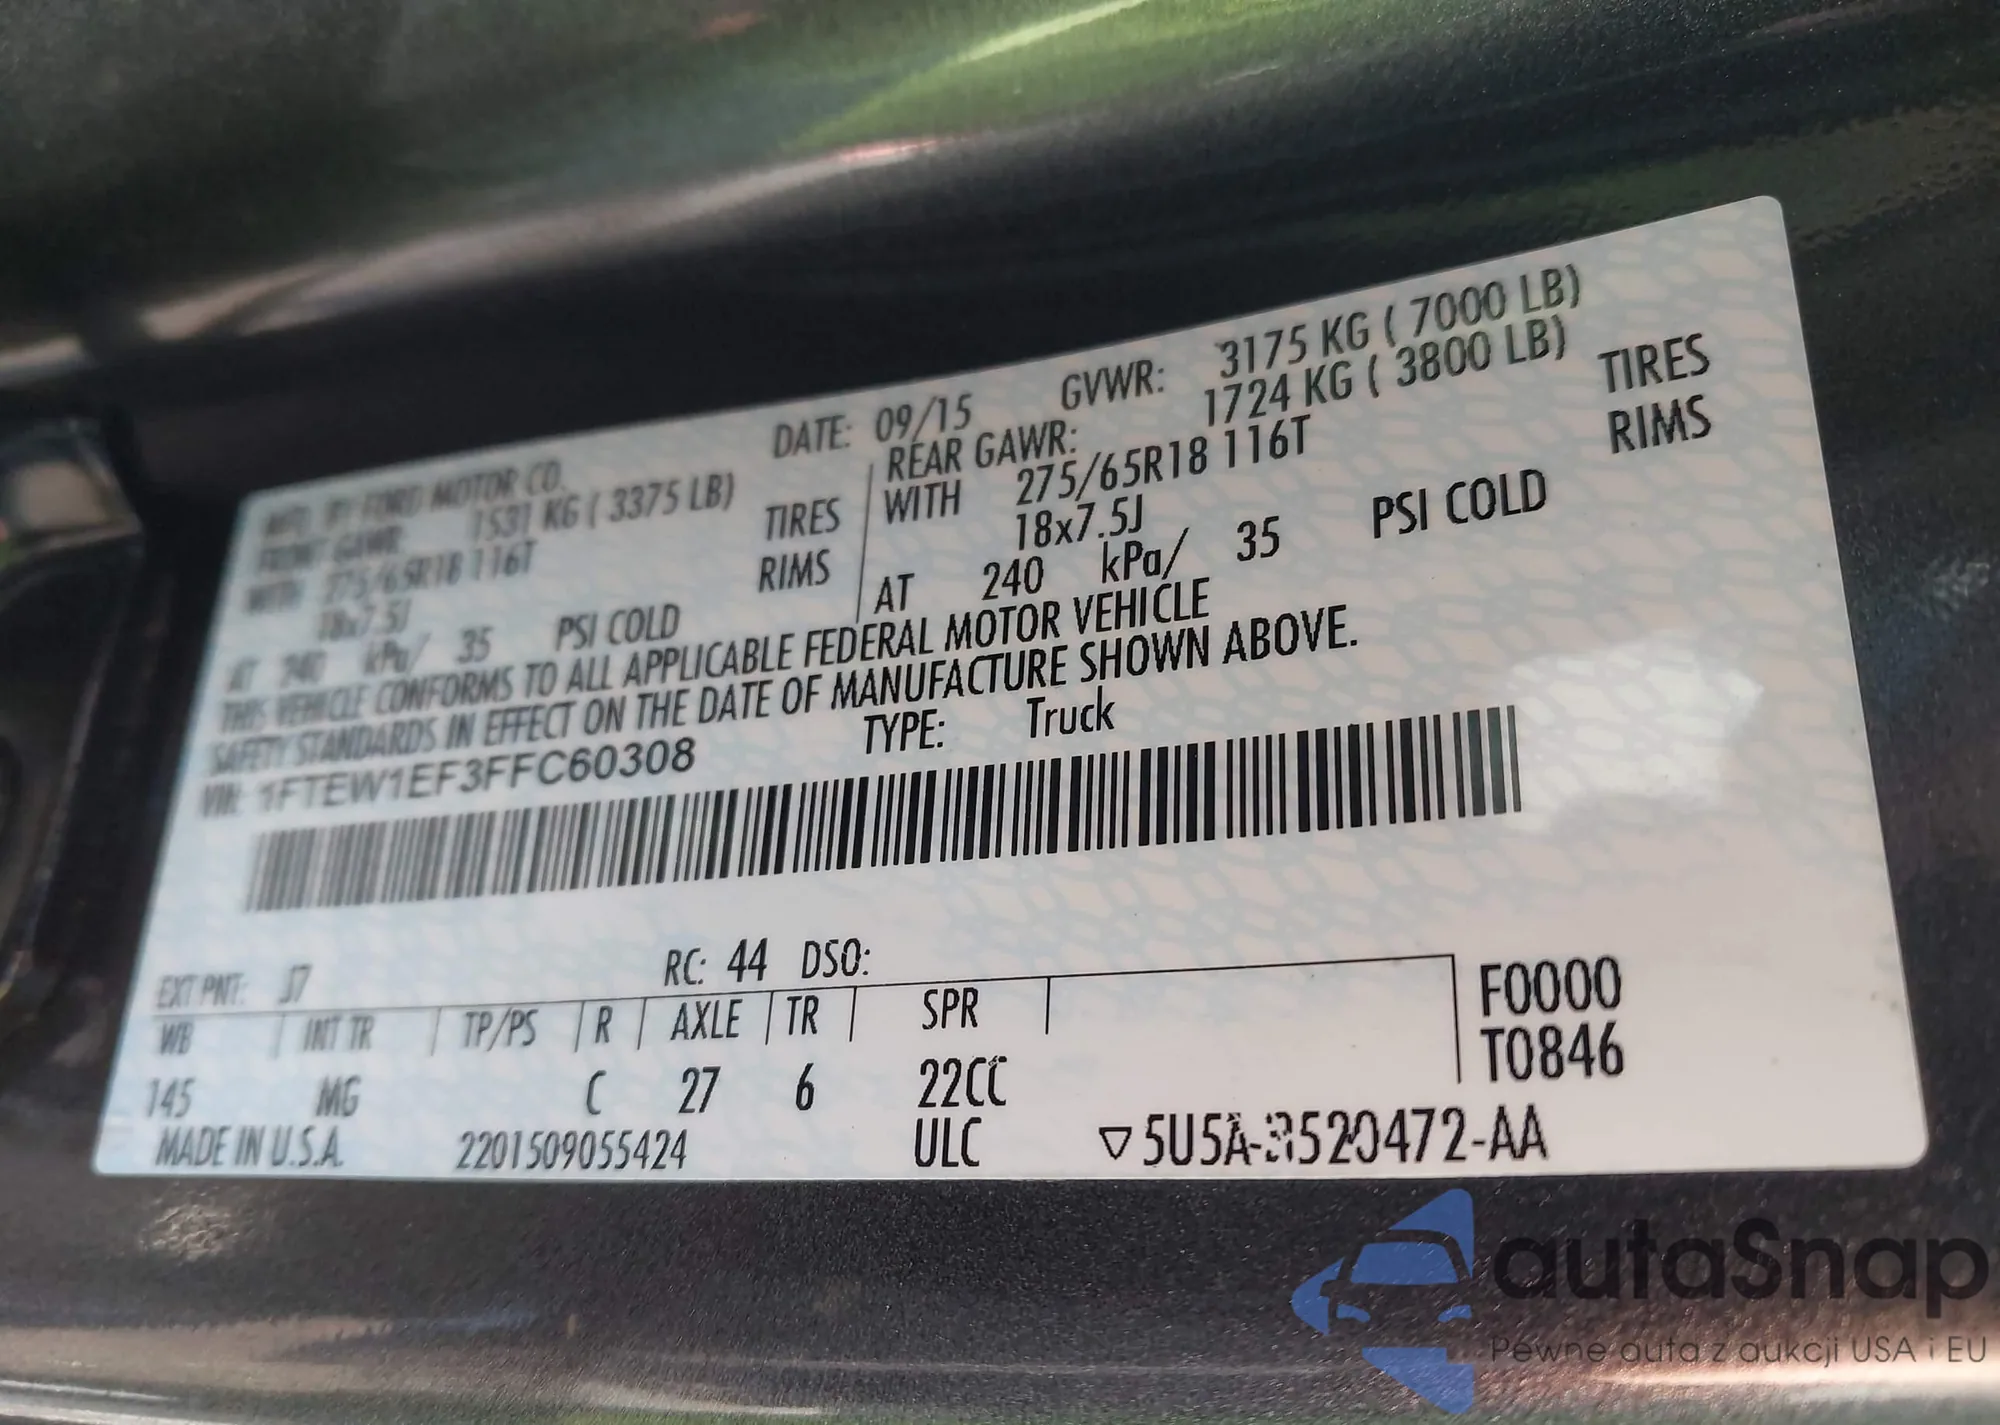 MFD. BY FORD MOTOR CO.
DATE: 09/15 GVWR: 3175 KG ( 7000 LB)
FRONT GAWR: 1531 KG ( 3375 LB)
WITH 275/65R18 116T TIRES
18x7.5J RIMS
AT 240 kPa/ 35 PSI COLD
REAR GAWR: 1724 KG ( 3800 LB)
WITH 275/65R18 116T TIRES
18x7.5J RIMS
AT 240 kPa/ 35 PSI COLD
THIS VEHICLE CONFORMS TO ALL APPLICABLE FEDERAL MOTOR VEHICLE
SAFETY STANDARDS IN EFFECT ON THE DATE OF MANUFACTURE SHOWN ABOVE.
VIN: 1FTEW1EF3FFC60308 TYPE: Truck
EXT PNT: J7 RC: 44 DSO:
WB INT TR TP/PS R AXLE TR SPR
F0000
T0846
145 MG C 27 6 22CC
MADE IN U.S.A. 2201509055424 ULC ▽5U5A-3520472-AA
autaSnap
Pewne auta z aukcji USA i EU